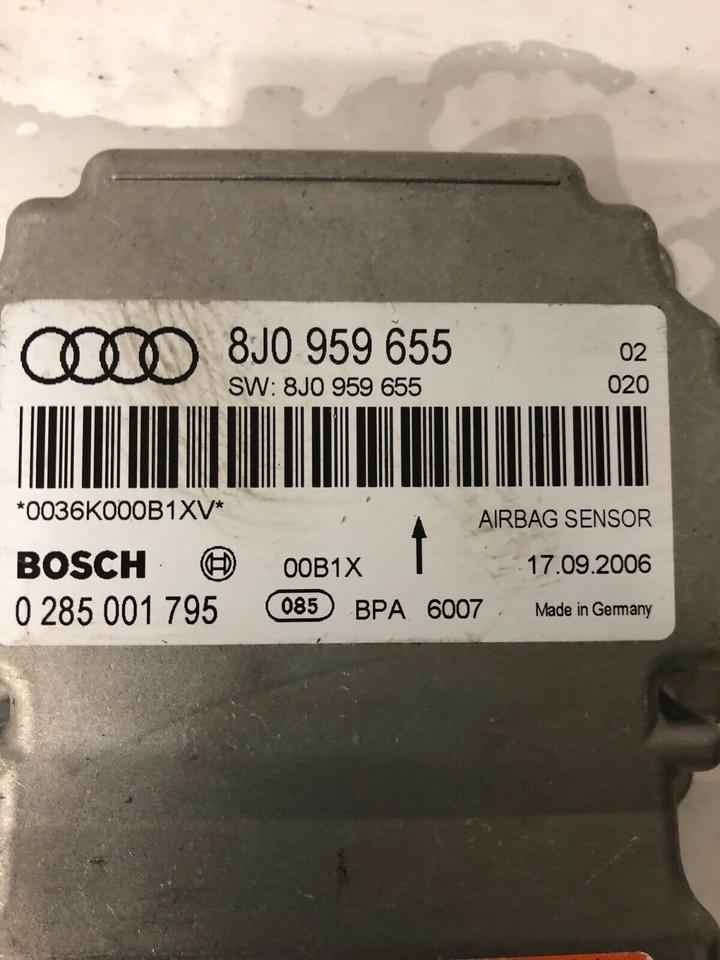 8J0 959 655
02
SW: 8J0 959 655
020
*0036K000B1XV*
AIRBAG SENSOR
BOSCH 00B1X 17.09.2006
0 285 001 795 085 BPA 6007 Made in Germany